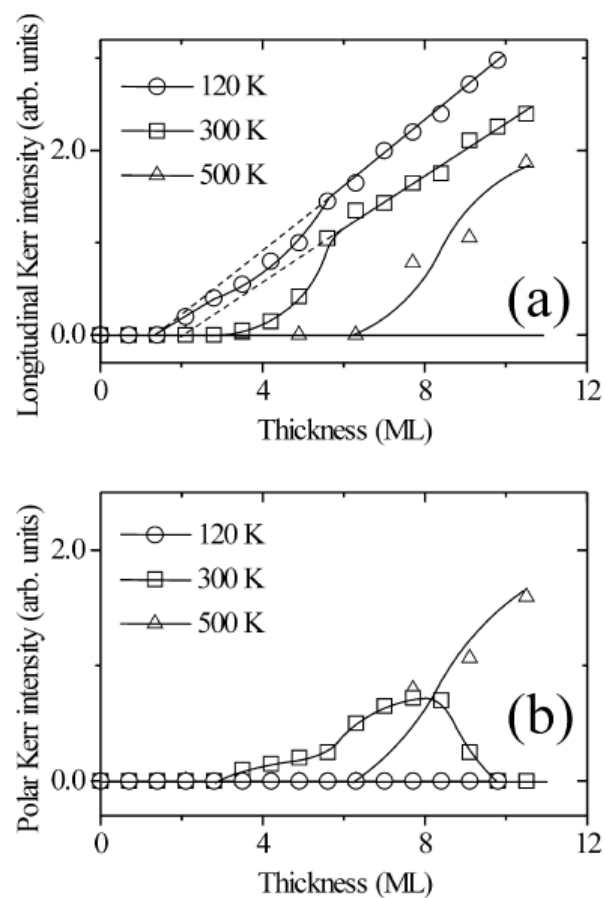 Longitudinal Kerr intensity (arb. units)
120 K
300 K
500 K
2.0
0.0
(a)
0
4
8
12
Thickness (ML)
Polar Kerr intensity (arb. units)
120 K
300 K
500 K
2.0
0.0
(b)
0
4
8
12
Thickness (ML)